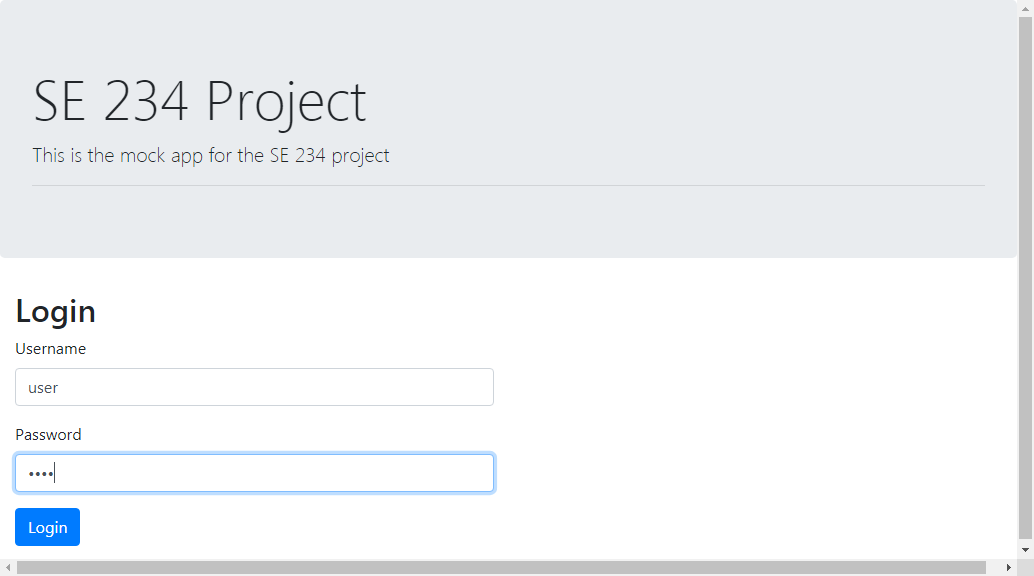 SE 234 Project
This is the mock app for the SE 234 project
Login
Username
user
Password
••••
Login